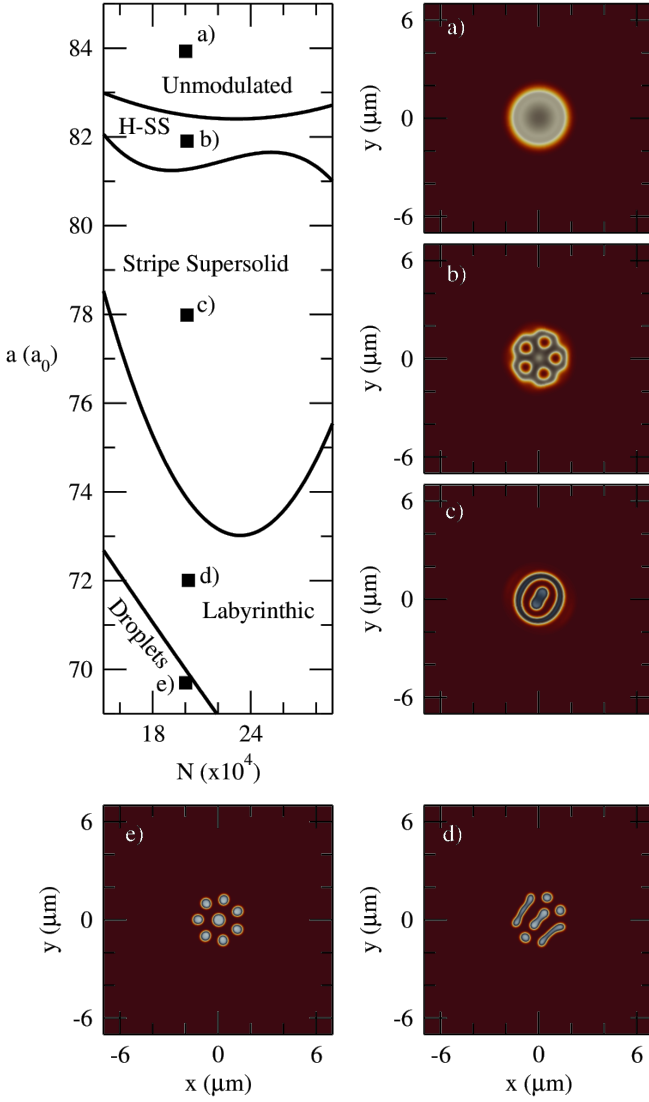 84
82
80
78
76
74
72
70
a (a₀)
18
24
N (x10⁴)
a)
Unmodulated
H-SS
b)
Stripe Supersolid
c)
d)
Labyrinthic
Droplets
e)
a)
6
0
-6
y (μm)
b)
6
0
-6
y (μm)
c)
6
0
-6
y (μm)
e)
6
0
-6
y (μm)
-6
0
6
x (μm)
d)
6
0
-6
y (μm)
-6
0
6
x (μm)